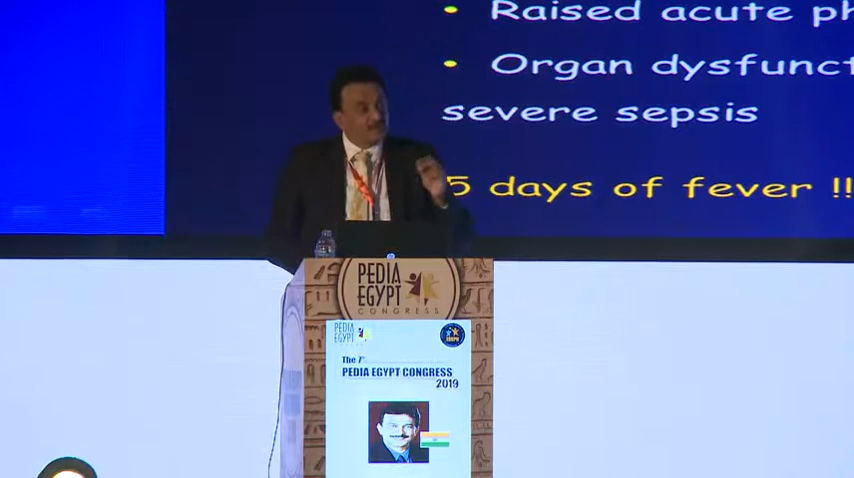 • Raised acute ph
• Organ dysfunct
severe sepsis
5 days of fever !!
PEDIA
EGYPT
CONGRESS
PEDIA
EGYPT
The 7
PEDIA EGYPT CONGRESS
2019